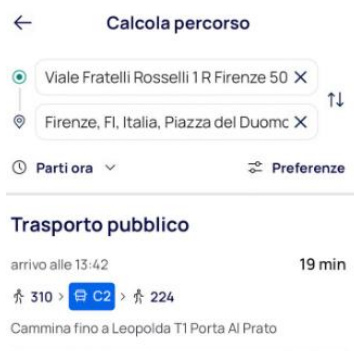 Calcola percorso
Viale Fratelli Rosselli 1 R Firenze 50
Firenze, FI, Italia, Piazza del Duomo
Parti ora
Preferenze
Trasporto pubblico
arrivo alle 13:42 19 min
310 > C2 > 224
Cammina fino a Leopolda T1 Porta Al Prato